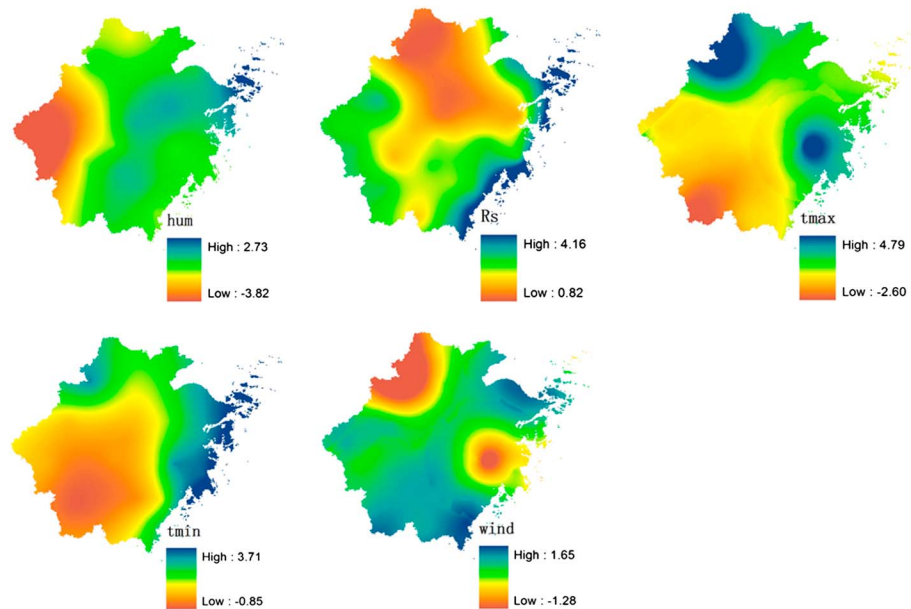 hum
High : 2.73
Low : -3.82
Rs
High : 4.16
Low : 0.82
tmax
High : 4.79
Low : -2.60
tmin
High : 3.71
Low : -0.85
wind
High : 1.65
Low : -1.28